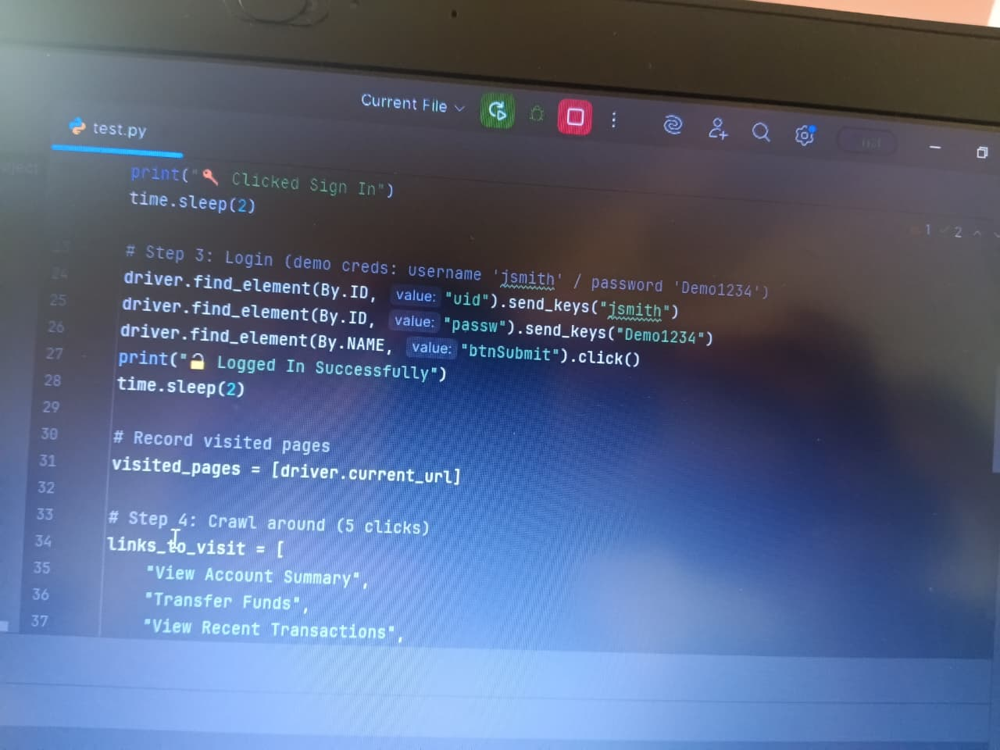 Current File
test.py
print("🔑 Clicked Sign In")
time.sleep(2)
1 2
23
24 # Step 3: Login (demo creds: username 'jsmith' / password 'Demo1234')
25 driver.find_element(By.ID, value: "uid").send_keys("jsmith")
26 driver.find_element(By.ID, value: "passw").send_keys("Demo1234")
27 driver.find_element(By.NAME, value: "btnSubmit").click()
28 print("🔓 Logged In Successfully")
29 time.sleep(2)
30
31 # Record visited pages
32 visited_pages = [driver.current_url]
33
34 # Step 4: Crawl around (5 clicks)
35 links_to_visit = [
36 "View Account Summary",
37 "Transfer Funds",
"View Recent Transactions",